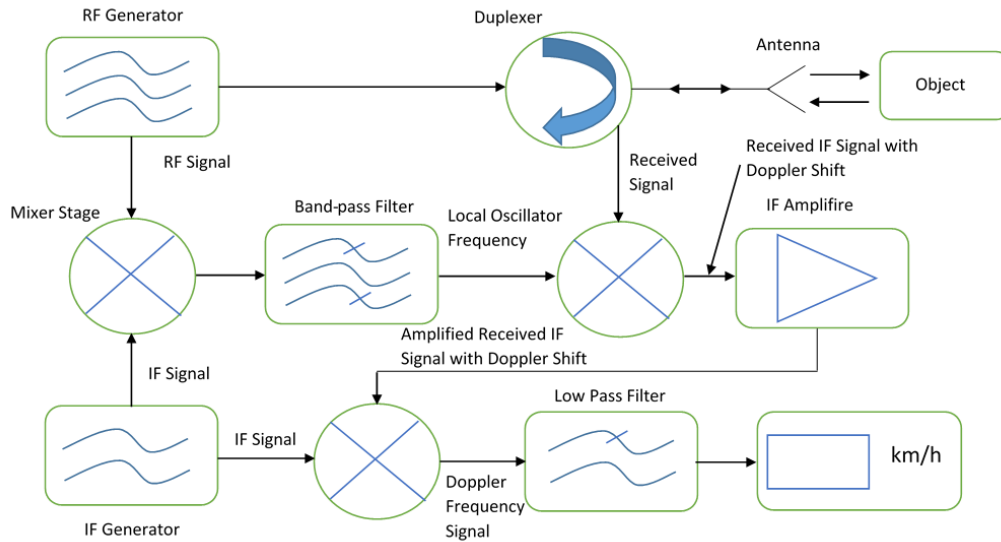 RF Generator
Duplexer
Antenna
Object
RF Signal
Received
Signal
Received IF Signal with
Doppler Shift
Mixer Stage
Band-pass Filter
Local Oscillator
Frequency
IF Amplifire
Amplified Received IF
Signal with Doppler Shift
IF Signal
Low Pass Filter
IF Signal
km/h
Doppler
Frequency
Signal
IF Generator